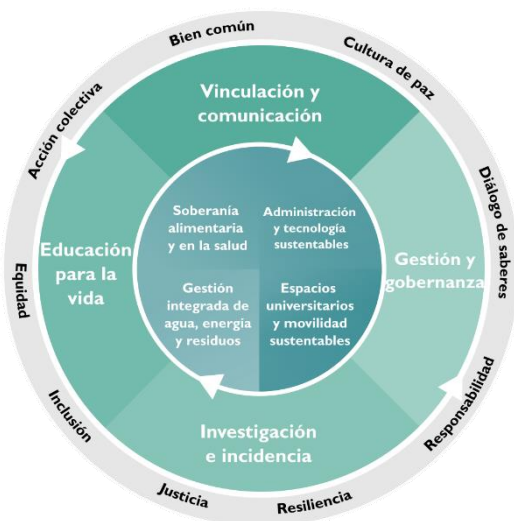 Bien común
Cultura de paz
Diálogo de saberes
Responsabilidad
Resiliencia
Justicia
Inclusión
Equidad
Acción colectiva
Vinculación y
comunicación
Gestión y
gobernanza
Investigación
e incidencia
Educación
para la
vida
Soberanía
alimentaria
y en la salud
Administración
y tecnología
sustentables
Gestión
integrada de
agua, energía
y residuos
Espacios
universitarios
y movilidad
sustentables